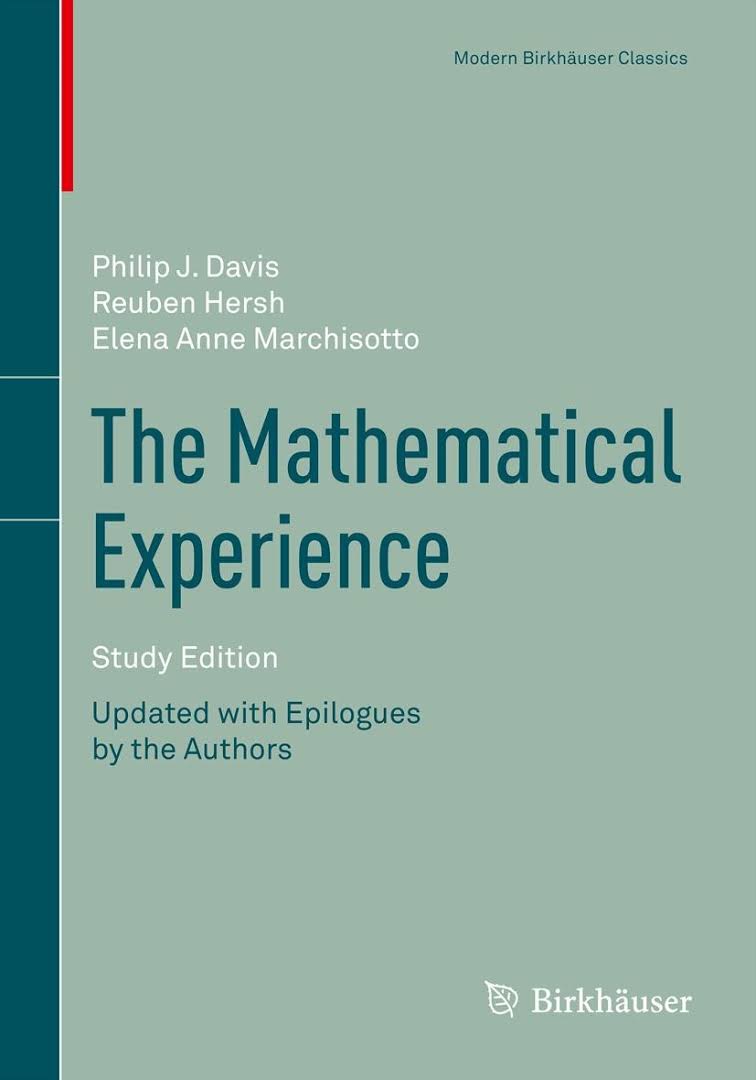 Modern Birkhäuser Classics
Philip J. Davis
Reuben Hersh
Elena Anne Marchisotto
The Mathematical
Experience
Study Edition
Updated with Epilogues
by the Authors
Birkhäuser